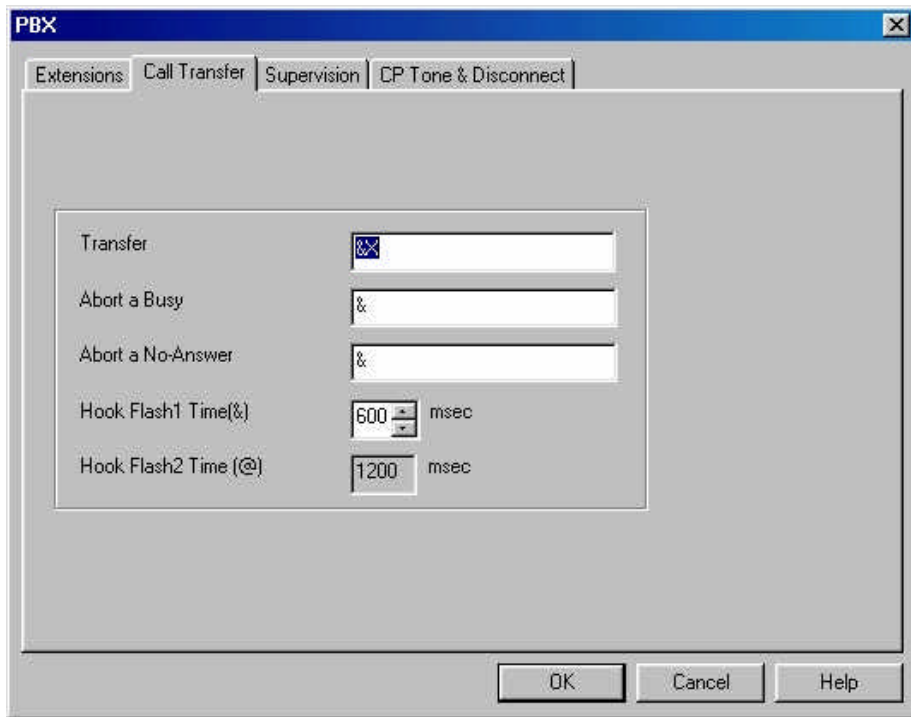 PBX
Extensions Call Transfer Supervision CP Tone & Disconnect
Transfer &X
Abort a Busy &
Abort a No-Answer &
Hook Flash1 Time(&) 600 msec
Hook Flash2 Time (@) 1200 msec
OK Cancel Help